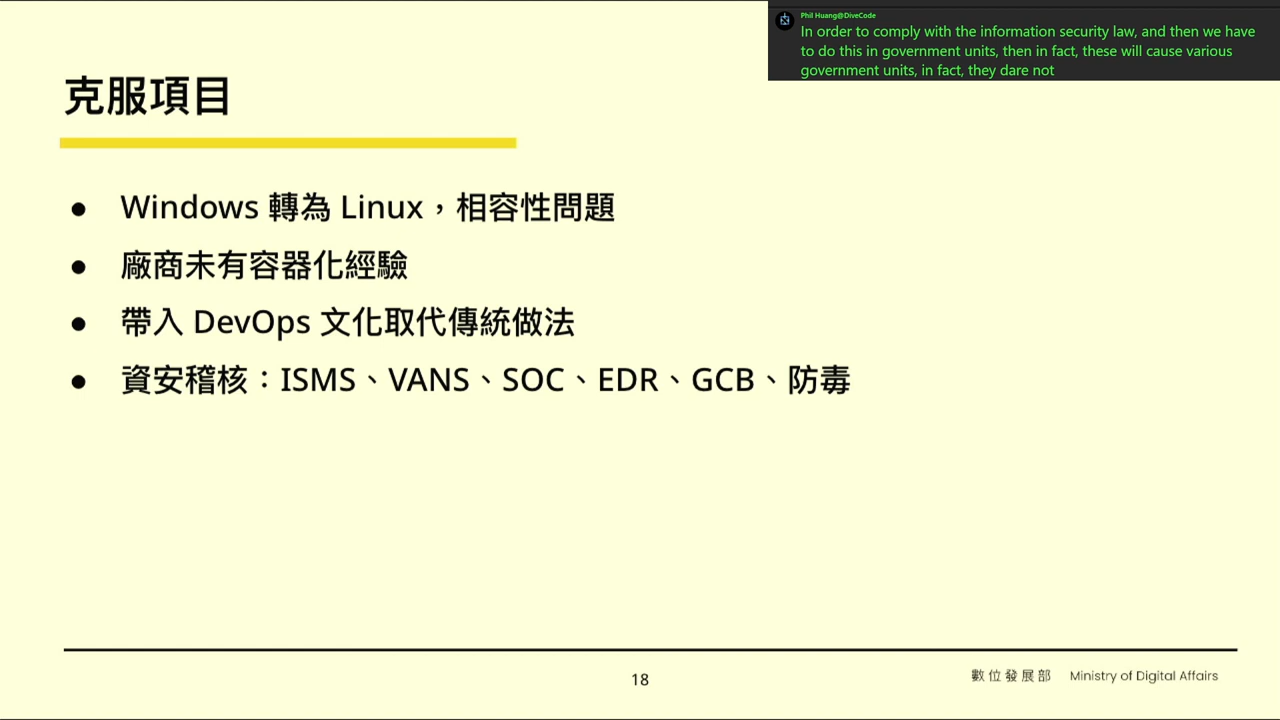 Phil Huang@DiveCode
In order to comply with the information security law, and then we have
to do this in government units, then in fact, these will cause various
government units, in fact, they dare not
克服項目
● Windows 轉為 Linux，相容性問題
● 廠商未有容器化經驗
● 帶入 DevOps 文化取代傳統做法
● 資安稽核：ISMS、VANS、SOC、EDR、GCB、防毒
18
數位發展部 Ministry of Digital Affairs